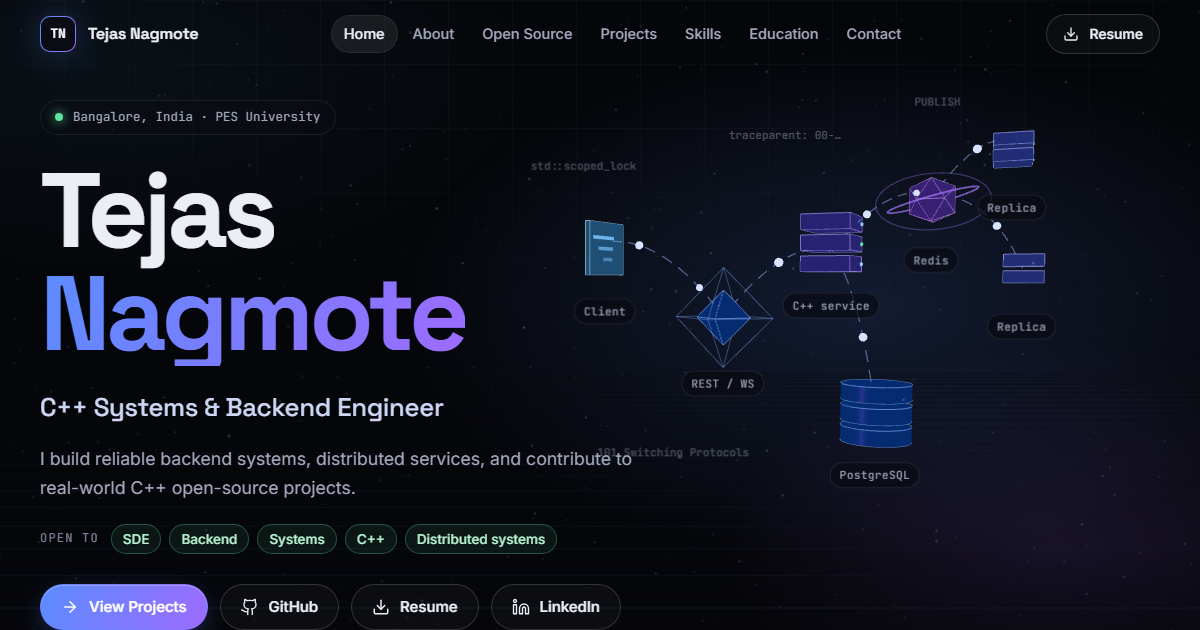 TN
Tejas Nagmote
Home
About
Open Source
Projects
Skills
Education
Contact
Resume
Bangalore, India · PES University
Tejas
Nagmote
C++ Systems & Backend Engineer
I build reliable backend systems, distributed services, and contribute to
real-world C++ open-source projects.
OPEN TO
SDE
Backend
Systems
C++
Distributed systems
View Projects
GitHub
Resume
LinkedIn
PUBLISH
traceparent: 00-…
std::scoped_lock
Replica
Redis
Client
C++ service
Replica
REST / WS
101 Switching Protocols
PostgreSQL